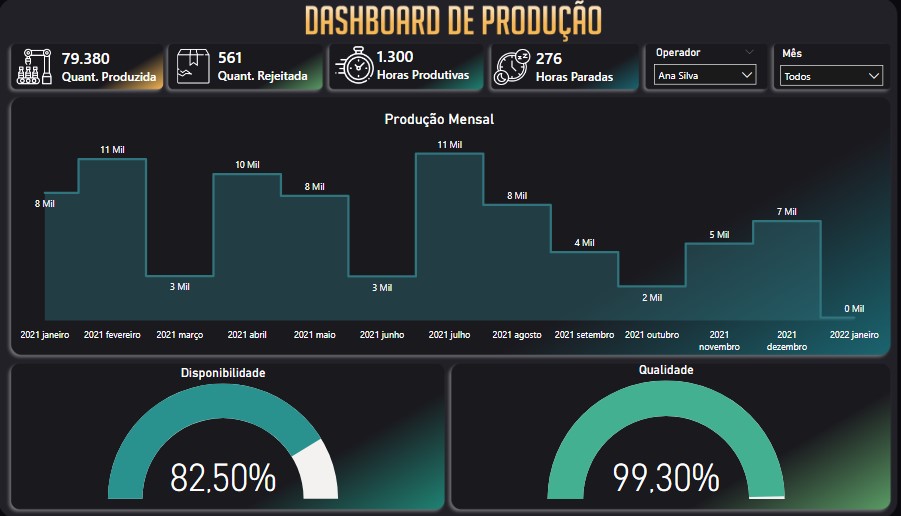 DASHBOARD DE PRODUÇÃO
79.380
Quant. Produzida
561
Quant. Rejeitada
1.300
Horas Produtivas
276
Horas Paradas
Operador
Ana Silva
Mês
Todos
Produção Mensal
8 Mil
11 Mil
3 Mil
10 Mil
8 Mil
3 Mil
11 Mil
8 Mil
4 Mil
2 Mil
5 Mil
7 Mil
0 Mil
2021 janeiro
2021 fevereiro
2021 março
2021 abril
2021 maio
2021 junho
2021 julho
2021 agosto
2021 setembro
2021 outubro
2021
novembro
2021
dezembro
2022 janeiro
Disponibilidade
82,50%
Qualidade
99,30%